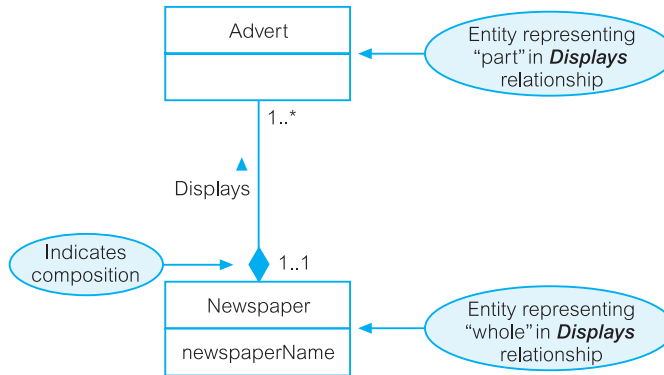 Advert
Entity representing
“part” in Displays
relationship
1..*
Displays
Indicates
composition
1..1
Newspaper
newspaperName
Entity representing
“whole” in Displays
relationship